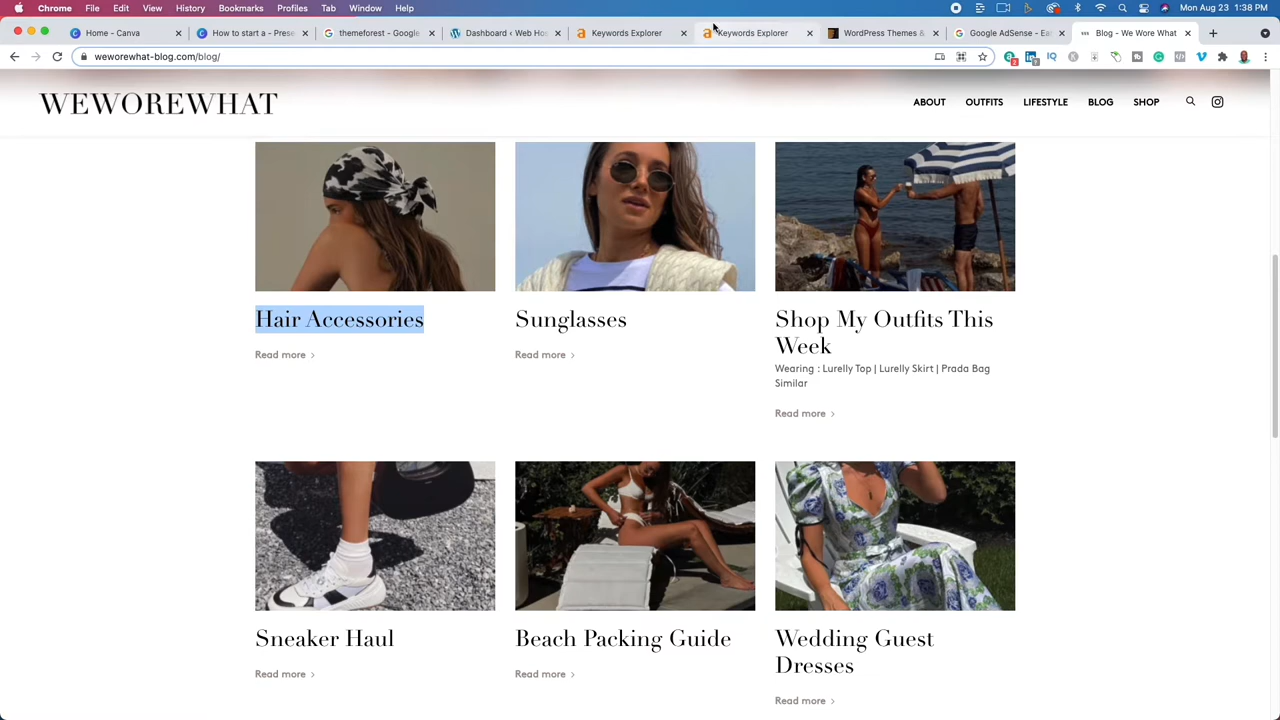 Chrome File Edit View History Bookmarks Profiles Tab Window Help Mon Aug 23 1:38 PM
Home - Canva How to start a - Prese themeforest - Google Dashboard ‹ Web Hos Keywords Explorer Keywords Explorer WordPress Themes & Google AdSense - Ea Blog - We Wore What
weworewhat-blog.com/blog/
WEWOREWHAT ABOUT OUTFITS LIFESTYLE BLOG SHOP
Hair Accessories
Read more
Sunglasses
Read more
Shop My Outfits This
Week
Wearing : Lurelly Top | Lurelly Skirt | Prada Bag
Similar
Read more
Sneaker Haul
Read more
Beach Packing Guide
Read more
Wedding Guest
Dresses
Read more